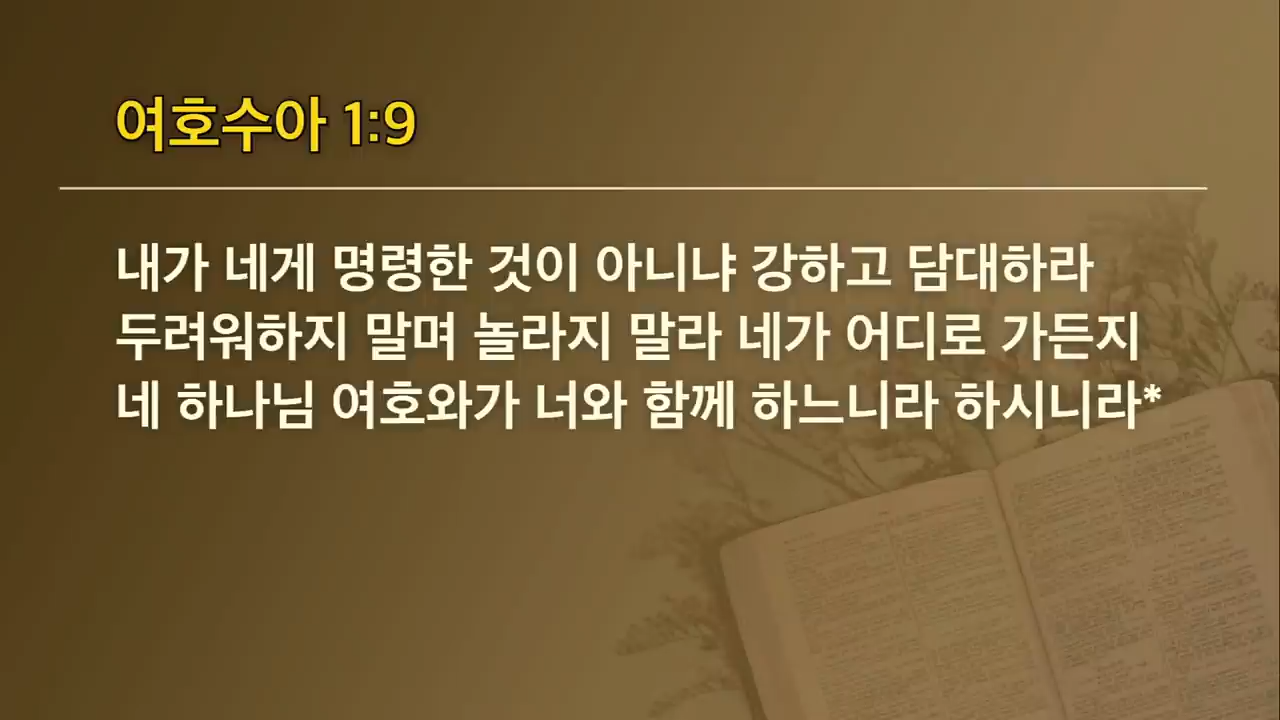 여호수아 1:9
내가 네게 명령한 것이 아니냐 강하고 담대하라
두려워하지 말며 놀라지 말라 네가 어디로 가든지
네 하나님 여호와가 너와 함께 하느니라 하시니라*